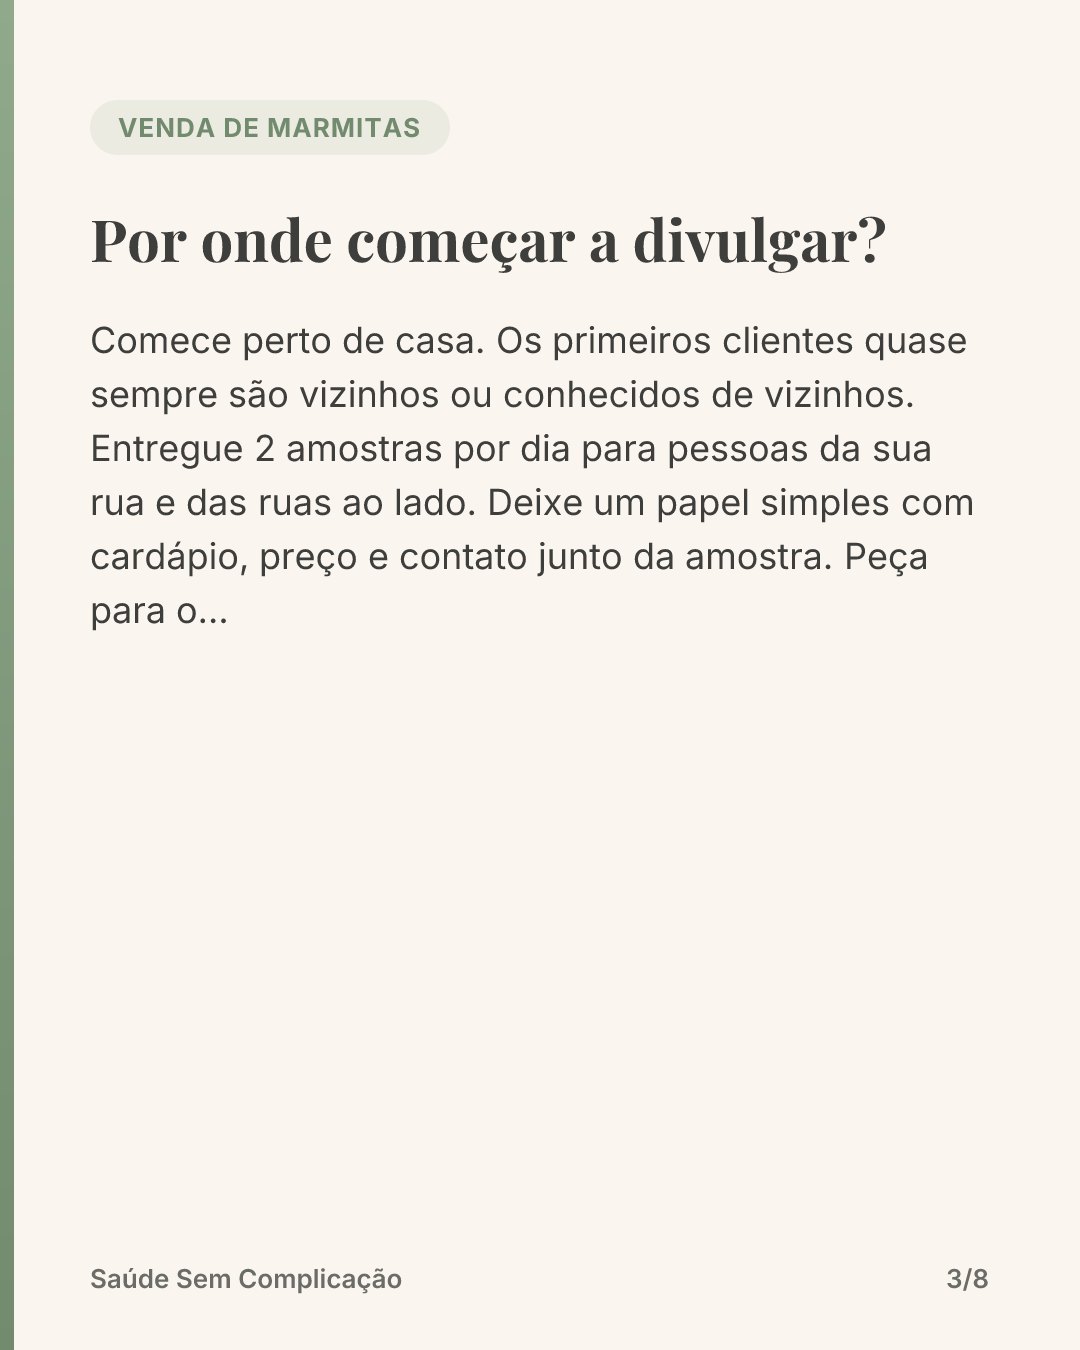 VENDA DE MARMITAS
Por onde começar a divulgar?
Comece perto de casa. Os primeiros clientes quase
sempre são vizinhos ou conhecidos de vizinhos.
Entregue 2 amostras por dia para pessoas da sua
rua e das ruas ao lado. Deixe um papel simples com
cardápio, preço e contato junto da amostra. Peça
para o...
Saúde Sem Complicação
3/8